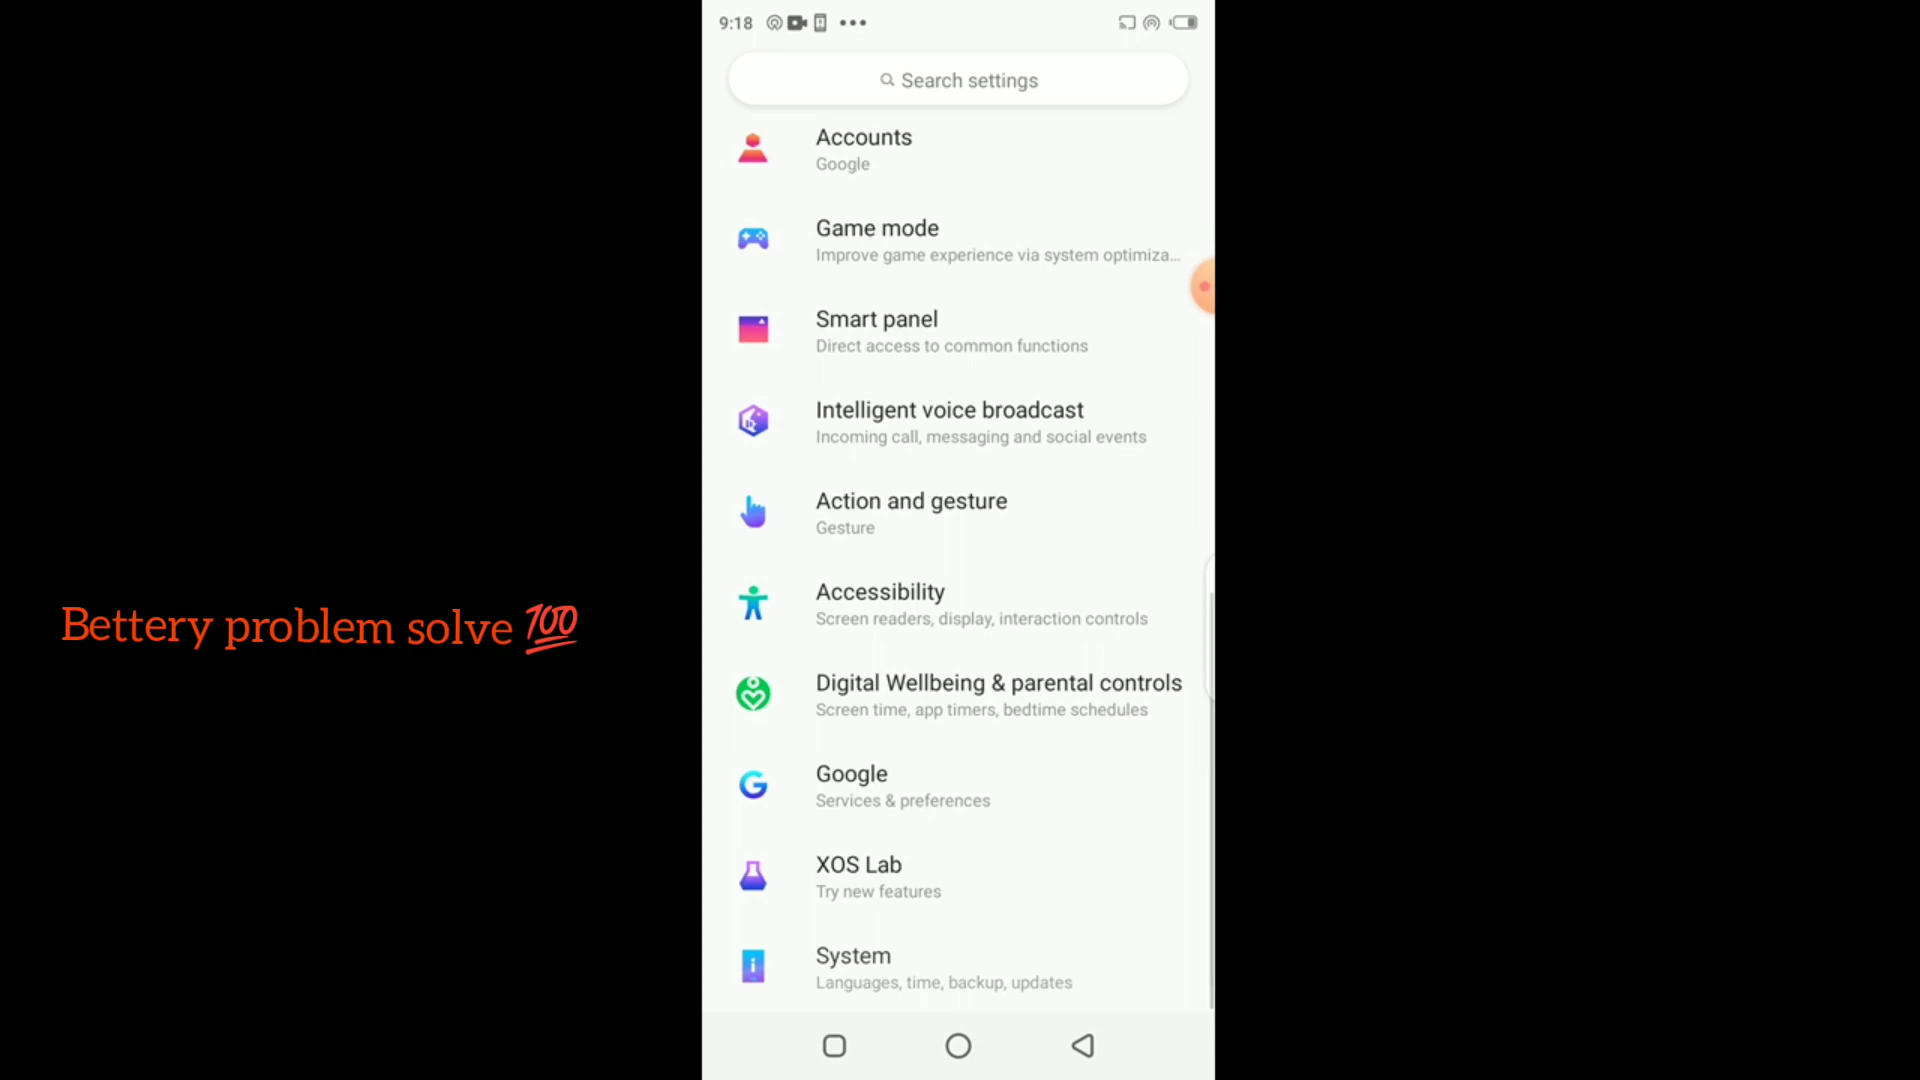 9:18
Search settings
Accounts
Google
Game mode
Improve game experience via system optimiza...
Smart panel
Direct access to common functions
Intelligent voice broadcast
Incoming call, messaging and social events
Action and gesture
Gesture
Accessibility
Screen readers, display, interaction controls
Digital Wellbeing & parental controls
Screen time, app timers, bedtime schedules
Google
Services & preferences
XOS Lab
Try new features
System
Languages, time, backup, updates
Bettery problem solve 💯